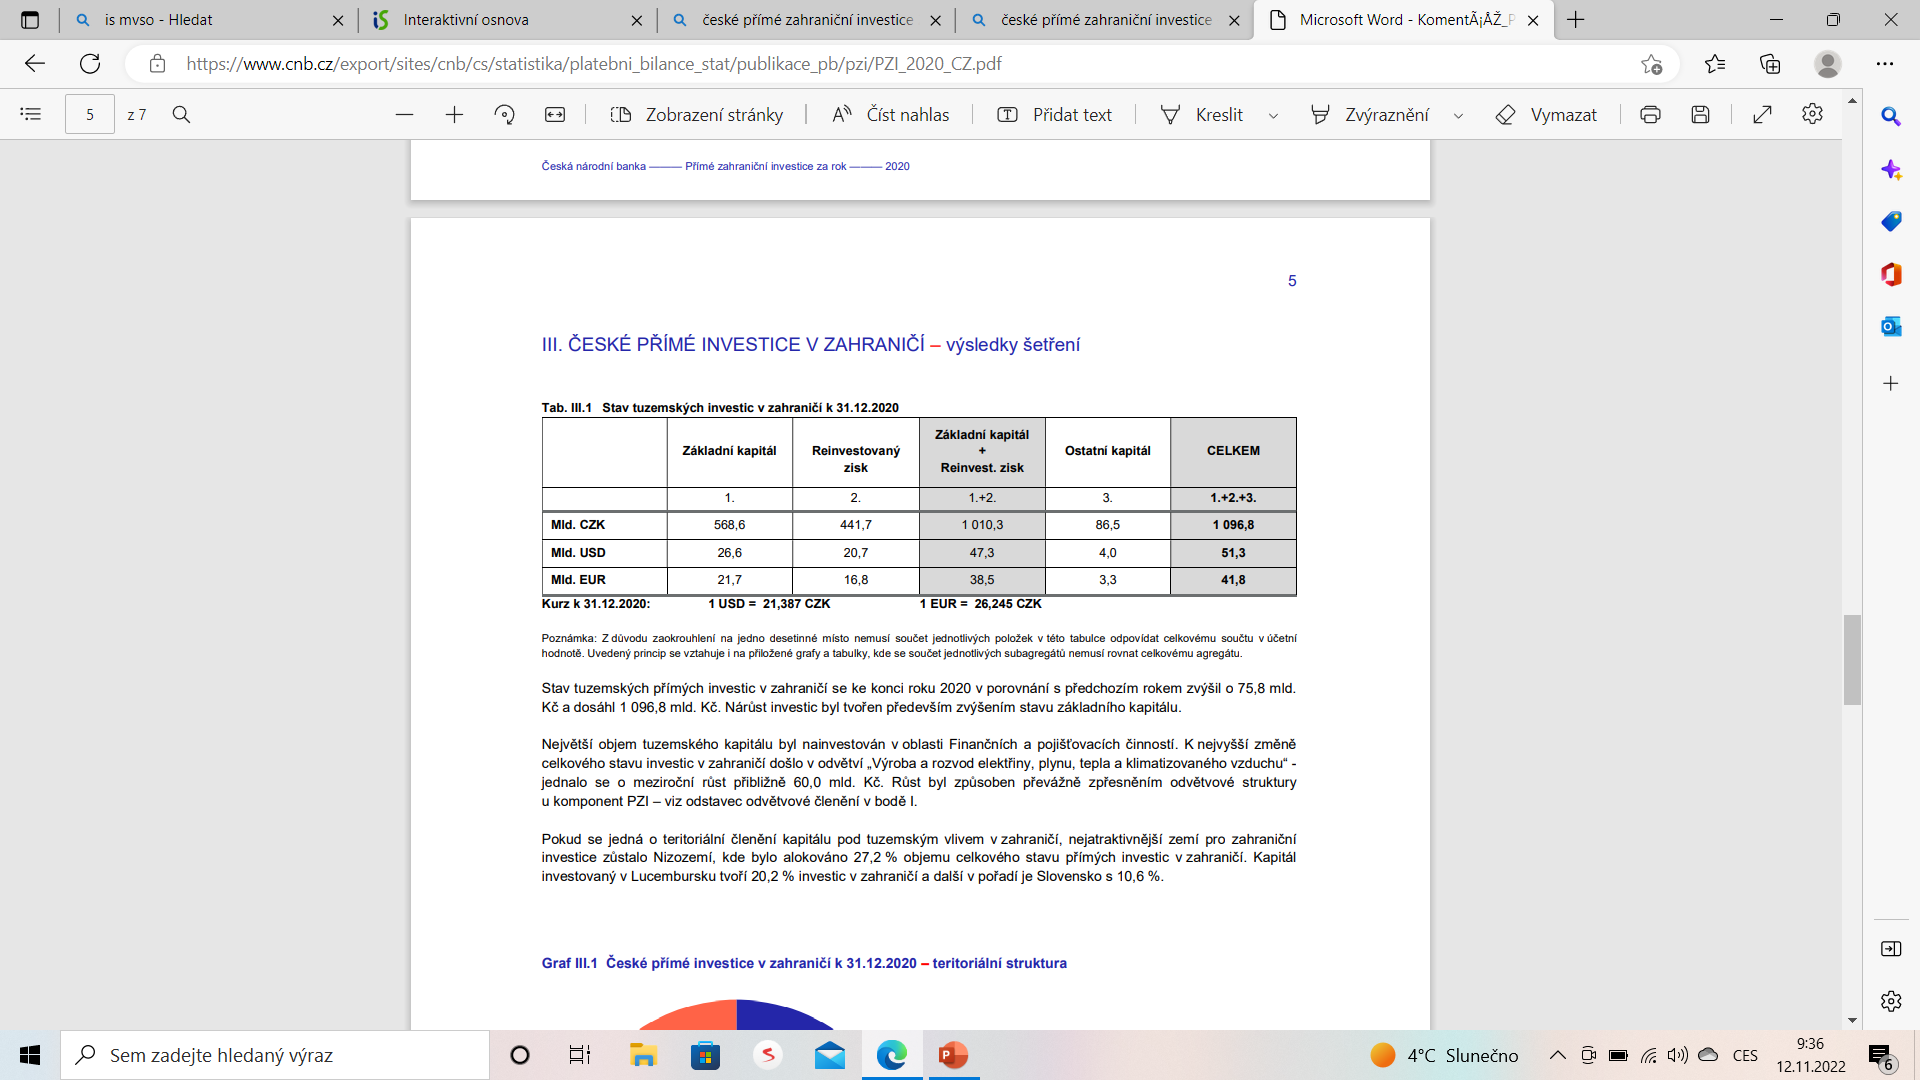 is mvso - Hledat
Interaktivní osnova
české přímé zahraniční investice
české přímé zahraniční investice
Microsoft Word - KomentÃ¡ÅŽ_P
https://www.cnb.cz/export/sites/cnb/cs/statistika/platebni_bilance_stat/publikace_pb/pzi/PZI_2020_CZ.pdf
5 z 7
Zobrazení stránky
Číst nahlas
Přidat text
Kreslit
Zvýraznění
Vymazat
Česká národní banka ——— Přímé zahraniční investice za rok ——— 2020
5
III. ČESKÉ PŘÍMÉ INVESTICE V ZAHRANIČÍ – výsledky šetření
Tab. III.1 Stav tuzemských investic v zahraničí k 31.12.2020
Základní kapitál
Reinvestovaný
zisk
Základní kapitál
+
Reinvest. zisk
Ostatní kapitál
CELKEM
1. 2. 1.+2. 3. 1.+2.+3.
Mld. CZK 568,6 441,7 1 010,3 86,5 1 096,8
Mld. USD 26,6 20,7 47,3 4,0 51,3
Mld. EUR 21,7 16,8 38,5 3,3 41,8
Kurz k 31.12.2020: 1 USD = 21,387 CZK 1 EUR = 26,245 CZK
Poznámka: Z důvodu zaokrouhlení na jedno desetinné místo nemusí součet jednotlivých položek v této tabulce odpovídat celkovému součtu v účetní
hodnotě. Uvedený princip se vztahuje i na přiložené grafy a tabulky, kde se součet jednotlivých subagregátů nemusí rovnat celkovému agregátu.
Stav tuzemských přímých investic v zahraničí se ke konci roku 2020 v porovnání s předchozím rokem zvýšil o 75,8 mld.
Kč a dosáhl 1 096,8 mld. Kč. Nárůst investic byl tvořen především zvýšením stavu základního kapitálu.
Největší objem tuzemského kapitálu byl nainvestován v oblasti Finančních a pojišťovacích činností. K nejvyšší změně
celkového stavu investic v zahraničí došlo v odvětví „Výroba a rozvod elektřiny, plynu, tepla a klimatizovaného vzduchu“ -
jednalo se o meziroční růst přibližně 60,0 mld. Kč. Růst byl způsoben převážně zpřesněním odvětvové struktury
u komponent PZI – viz odstavec odvětvové členění v bodě I.
Pokud se jedná o teritoriální členění kapitálu pod tuzemským vlivem v zahraničí, nejatraktivnější zemí pro zahraniční
investice zůstalo Nizozemí, kde bylo alokováno 27,2 % objemu celkového stavu přímých investic v zahraničí. Kapitál
investovaný v Lucembursku tvoří 20,2 % investic v zahraničí a další v pořadí je Slovensko s 10,6 %.
Graf III.1 České přímé investice v zahraničí k 31.12.2020 – teritoriální struktura
Sem zadejte hledaný výraz
4°C Slunečno
CES
9:36
12.11.2022
6